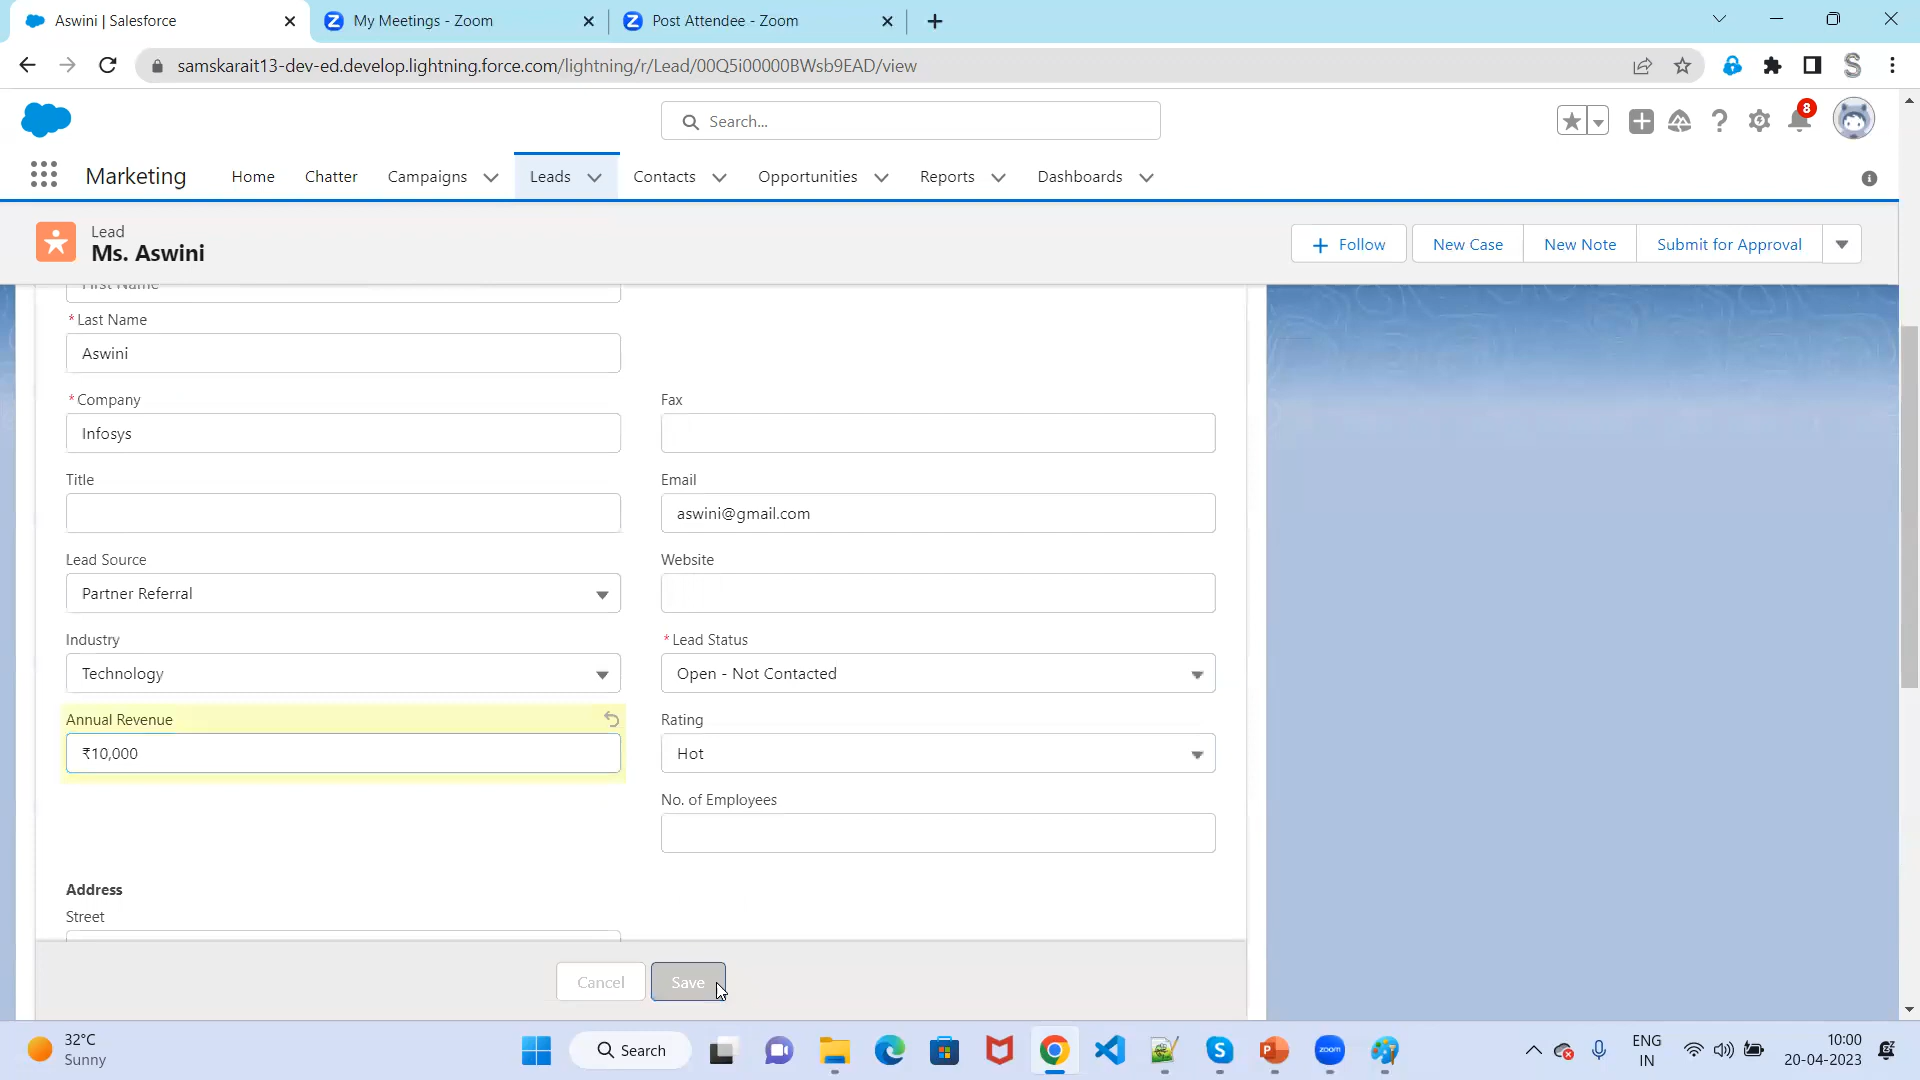 Aswini | Salesforce
My Meetings - Zoom
Post Attendee - Zoom
samskarait13-dev-ed.develop.lightning.force.com/lightning/r/Lead/00Q5i00000BWsb9EAD/view
Search...
8
Marketing
Home
Chatter
Campaigns
Leads
Contacts
Opportunities
Reports
Dashboards
Lead
Ms. Aswini
Follow
New Case
New Note
Submit for Approval
First Name
* Last Name
Aswini
* Company
Infosys
Fax
Title
Email
aswini@gmail.com
Lead Source
Partner Referral
Website
Industry
Technology
* Lead Status
Open - Not Contacted
Annual Revenue
₹10,000
Rating
Hot
No. of Employees
Address
Street
Cancel
Save
32°C
Sunny
Search
zoom
ENG
IN
10:00
20-04-2023